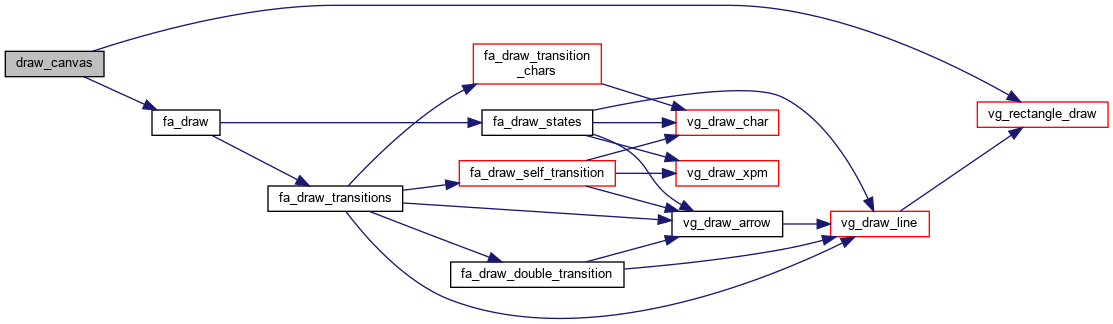 draw_canvas
fa_draw
fa_draw_transitions
fa_draw_transition
_chars
fa_draw_states
fa_draw_self_transition
fa_draw_double_transition
vg_draw_char
vg_draw_xpm
vg_draw_arrow
vg_draw_line
vg_rectangle_draw